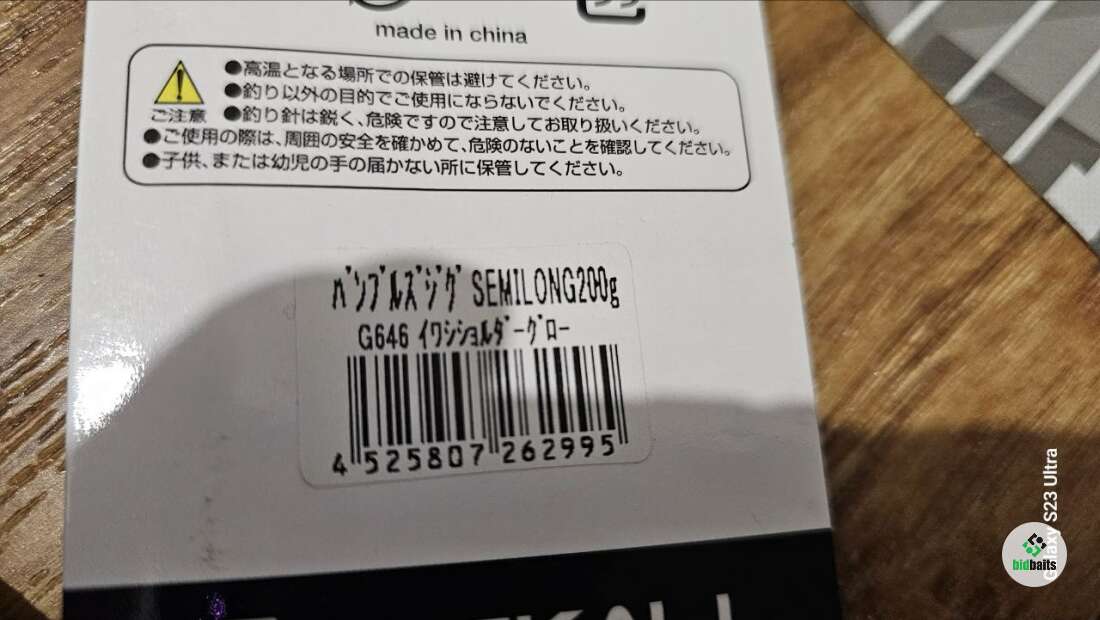 made in china
●高温となる場所での保管は避けてください。
●釣り以外の目的でご使用にならないでください。
●釣り針は鋭く、危険ですので注意してお取り扱いください。
ご注意
●ご使用の際は、周囲の安全を確かめて、危険のないことを確認してください。
●子供、または幼児の手の届かない所に保管してください。
ﾊﾞﾝﾌﾞﾙｽﾞｼﾞｸﾞ SEMILONG200g
G646 ｲﾜｼｼｮﾙﾀﾞｰｸﾞﾛｰ
4 525807 262995
S23 Ultra
bidbaits